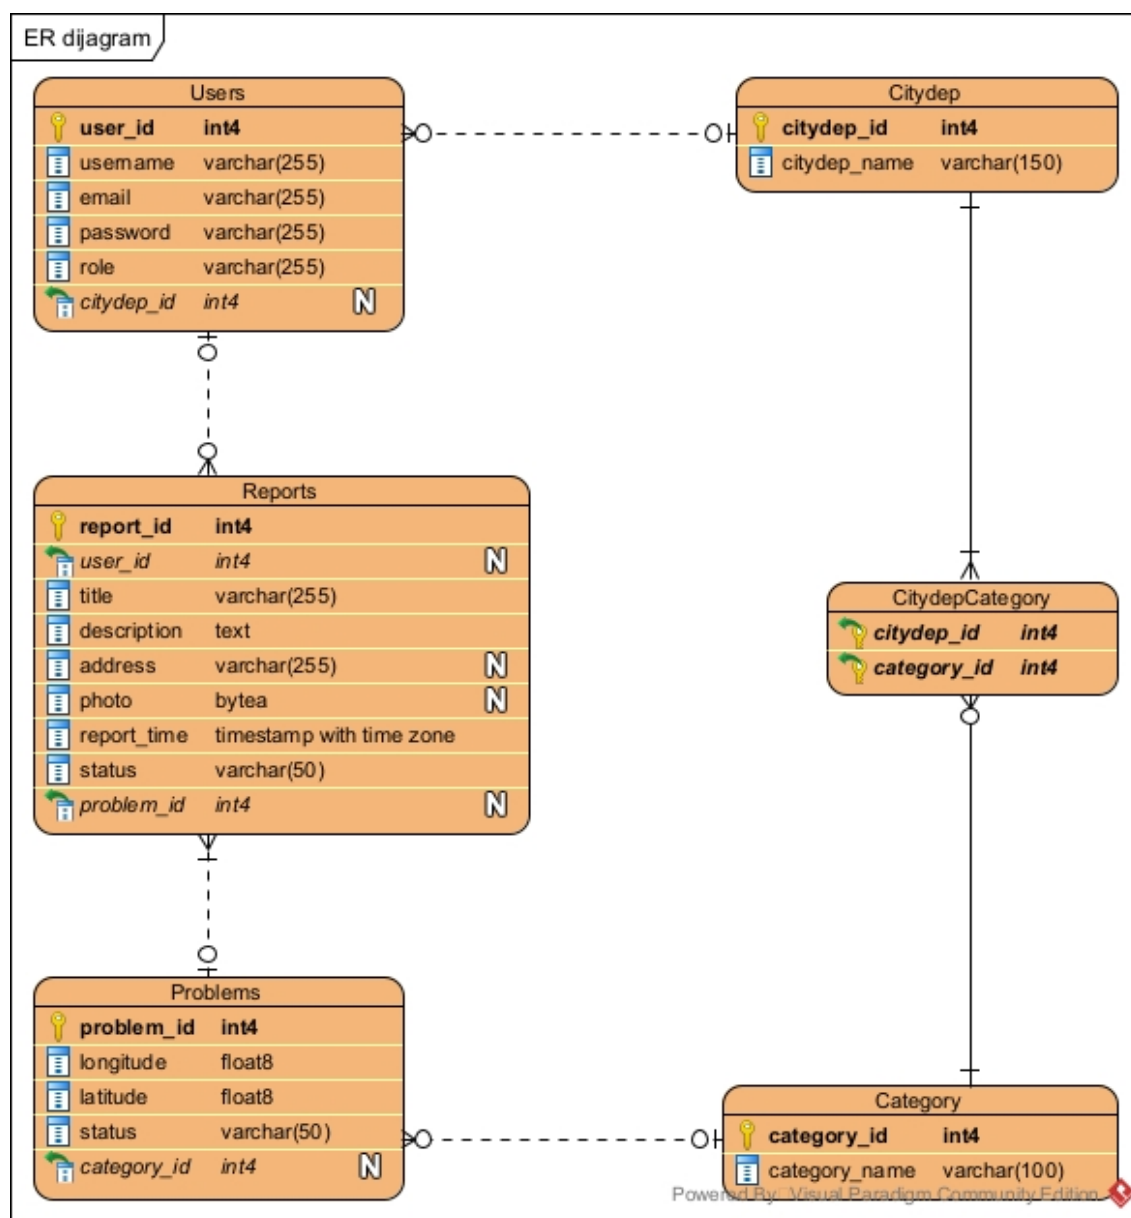 ER dijagram
Users
user_id int4
username varchar(255)
email varchar(255)
password varchar(255)
role varchar(255)
citydep_id int4 N
Citydep
citydep_id int4
citydep_name varchar(150)
Reports
report_id int4
user_id int4 N
title varchar(255)
description text
address varchar(255) N
photo bytea N
report_time timestamp with time zone
status varchar(50)
problem_id int4 N
CitydepCategory
citydep_id int4
category_id int4
Problems
problem_id int4
longitude float8
latitude float8
status varchar(50)
category_id int4 N
Category
category_id int4
category_name varchar(100)
Powered By Visual Paradigm Community Edition